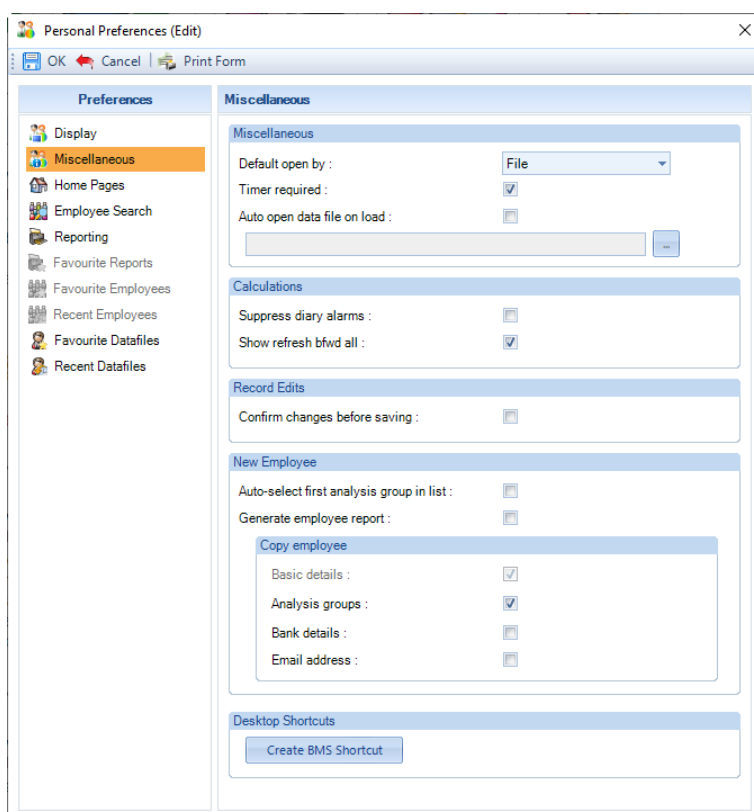 Personal Preferences (Edit)
OK Cancel Print Form
Preferences
Display
Miscellaneous
Home Pages
Employee Search
Reporting
Favourite Reports
Favourite Employees
Recent Employees
Favourite Datafiles
Recent Datafiles
Miscellaneous
Miscellaneous
Default open by : File
Timer required :
Auto open data file on load :
...
Calculations
Suppress diary alarms :
Show refresh bfwd all :
Record Edits
Confirm changes before saving :
New Employee
Auto-select first analysis group in list :
Generate employee report :
Copy employee
Basic details :
Analysis groups :
Bank details :
Email address :
Desktop Shortcuts
Create BMS Shortcut